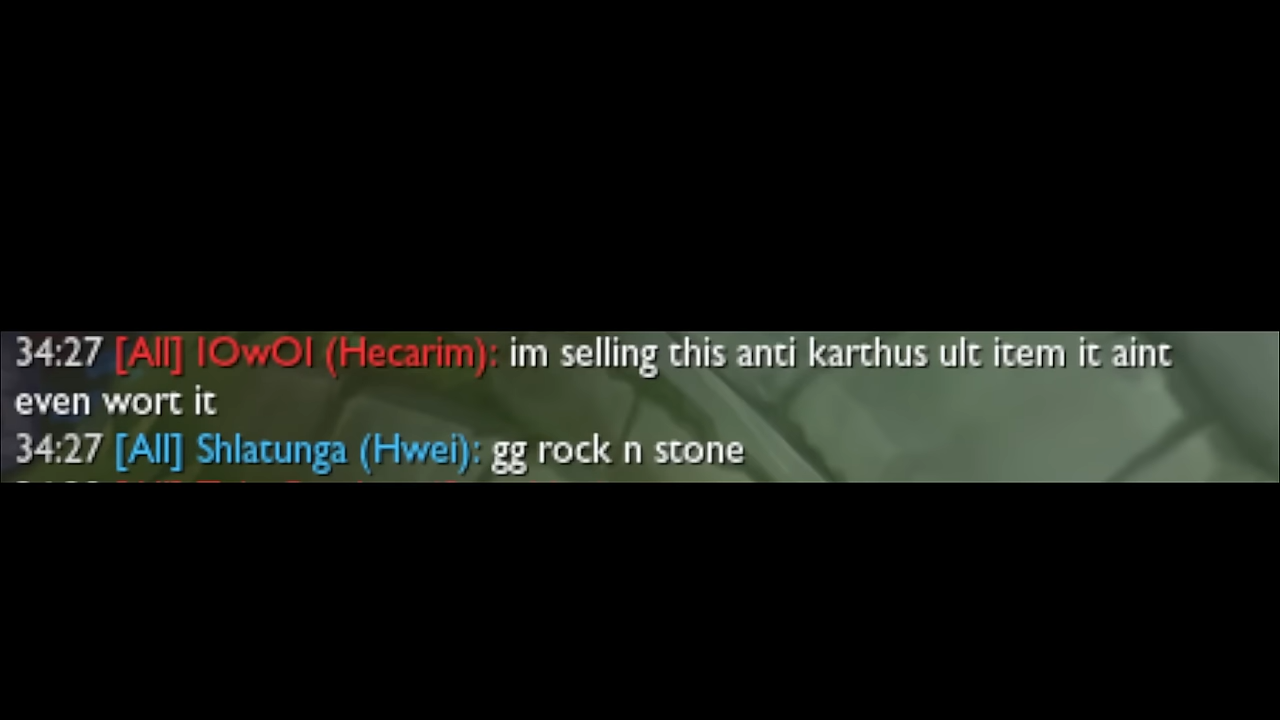 34:27 [All] IOwOI (Hecarim): im selling this anti karthus ult item it aint
even wort it
34:27 [All] Shlatunga (Hwei): gg rock n stone